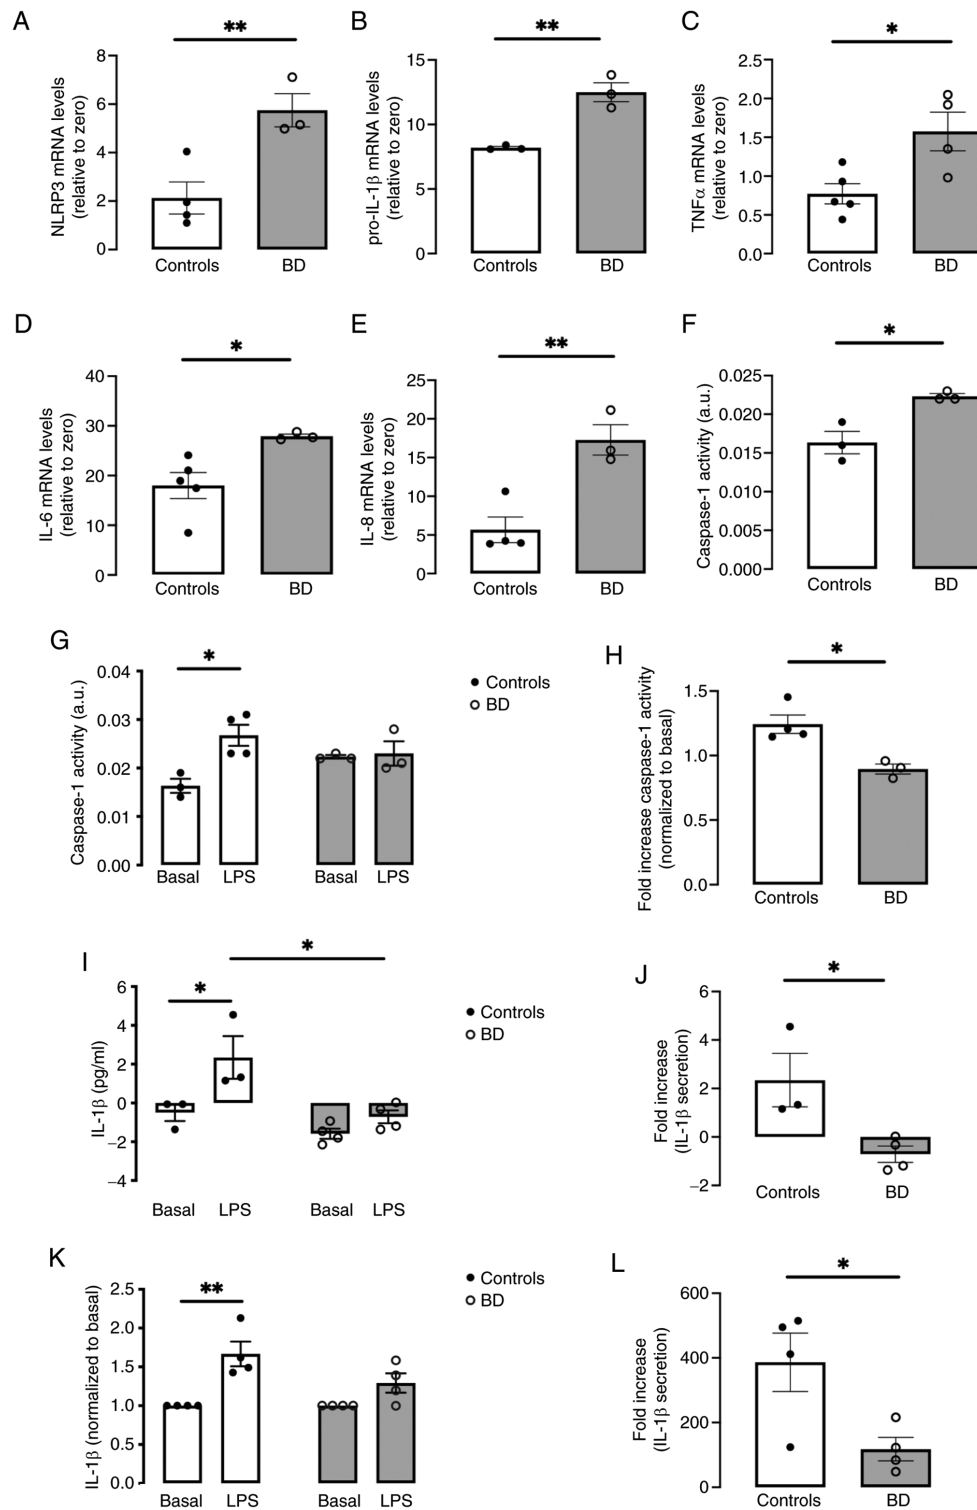 A
**
NLRP3 mRNA levels
(relative to zero)
8
6
4
2
0
Controls BD
B
**
pro-IL-1β mRNA levels
(relative to zero)
15
10
5
0
Controls BD
C
*
TNFα mRNA levels
(relative to zero)
2.5
2.0
1.5
1.0
0.5
0.0
Controls BD
D
*
IL-6 mRNA levels
(relative to zero)
40
30
20
10
0
Controls BD
E
**
IL-8 mRNA levels
(relative to zero)
25
20
15
10
5
0
Controls BD
F
*
Caspase-1 activity (a.u.)
0.025
0.020
0.015
0.010
0.005
0.000
Controls BD
G
*
Caspase-1 activity (a.u.)
0.04
0.03
0.02
0.01
0.00
Basal LPS Basal LPS
Controls
BD
H
*
Fold increase caspase-1 activity
(normalized to basal)
1.5
1.0
0.5
0.0
Controls BD
I
*
*
IL-1β (pg/ml)
6
4
2
0
−2
−4
Basal LPS Basal LPS
Controls
BD
J
*
Fold increase
(IL-1β secretion)
6
4
2
0
−2
Controls BD
K
**
IL-1β (normalized to basal)
2.5
2.0
1.5
1.0
0.5
0.0
Basal LPS Basal LPS
Controls
BD
L
*
Fold increase
(IL-1β secretion)
600
400
200
0
Controls BD